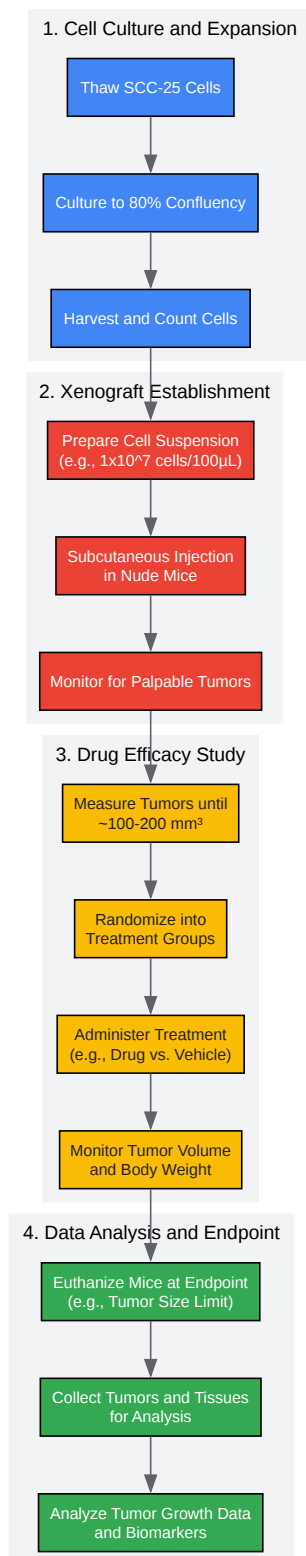 1. Cell Culture and Expansion
Thaw SCC-25 Cells
Culture to 80% Confluency
Harvest and Count Cells
2. Xenograft Establishment
Prepare Cell Suspension
(e.g., 1x10^7 cells/100µL)
Subcutaneous Injection
in Nude Mice
Monitor for Palpable Tumors
3. Drug Efficacy Study
Measure Tumors until
~100-200 mm³
Randomize into
Treatment Groups
Administer Treatment
(e.g., Drug vs. Vehicle)
Monitor Tumor Volume
and Body Weight
4. Data Analysis and Endpoint
Euthanize Mice at Endpoint
(e.g., Tumor Size Limit)
Collect Tumors and Tissues
for Analysis
Analyze Tumor Growth Data
and Biomarkers